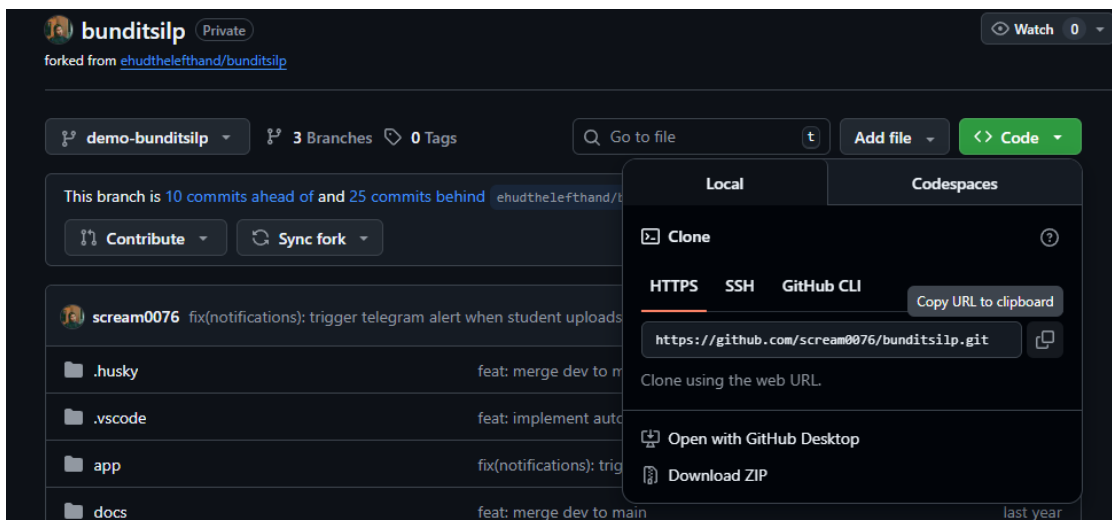 bunditsilp Private
Watch 0
forked from ehudthelefthand/bunditsilp
demo-bunditsilp 3 Branches 0 Tags
Go to file t
Add file
Code
This branch is 10 commits ahead of and 25 commits behind ehudthelefthand/
Contribute
Sync fork
Local Codespaces
Clone
HTTPS SSH GitHub CLI
Copy URL to clipboard
https://github.com/scream0076/bunditsilp.git
Clone using the web URL.
Open with GitHub Desktop
Download ZIP
scream0076 fix(notifications): trigger telegram alert when student uploads
.husky feat: merge dev to
.vscode feat: implement
app fix(notifications):
docs feat: merge dev to main last year